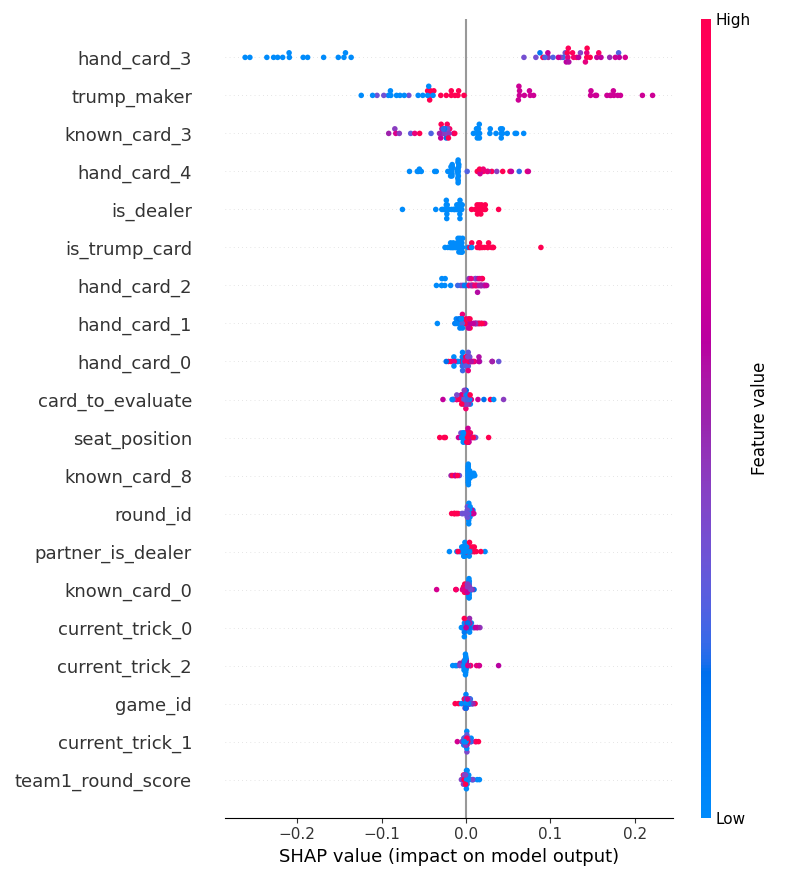 High
hand_card_3
trump_maker
known_card_3
hand_card_4
is_dealer
is_trump_card
hand_card_2
hand_card_1
hand_card_0
card_to_evaluate
seat_position
known_card_8
round_id
partner_is_dealer
known_card_0
current_trick_0
current_trick_2
game_id
current_trick_1
team1_round_score
Feature value
Low
−0.2 −0.1 0.0 0.1 0.2
SHAP value (impact on model output)